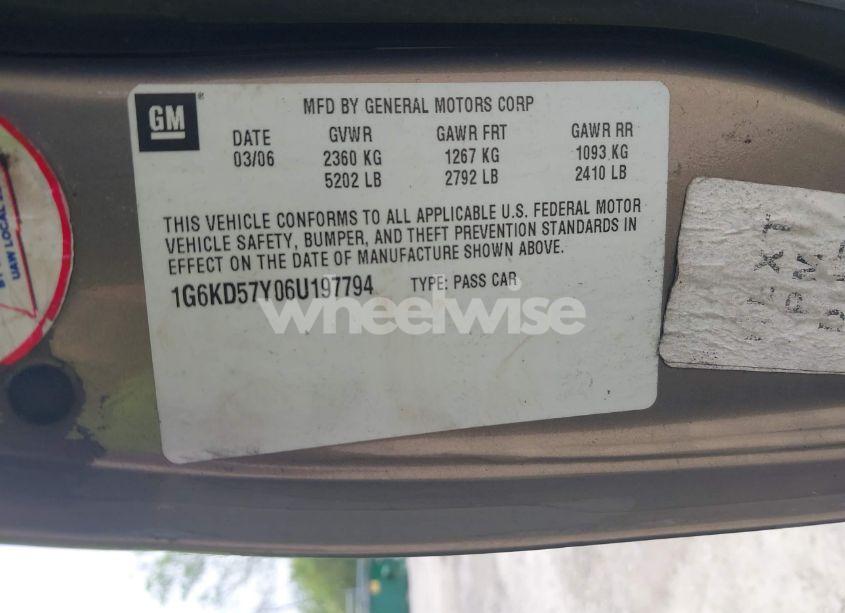 GM
MFD BY GENERAL MOTORS CORP
DATE GVWR GAWR FRT GAWR RR
03/06 2360 KG 1267 KG 1093 KG
5202 LB 2792 LB 2410 LB
THIS VEHICLE CONFORMS TO ALL APPLICABLE U.S. FEDERAL MOTOR
VEHICLE SAFETY, BUMPER, AND THEFT PREVENTION STANDARDS IN
EFFECT ON THE DATE OF MANUFACTURE SHOWN ABOVE.
1G6KD57Y06U197794 TYPE: PASS CAR
wheelwise
UAW LOCAL